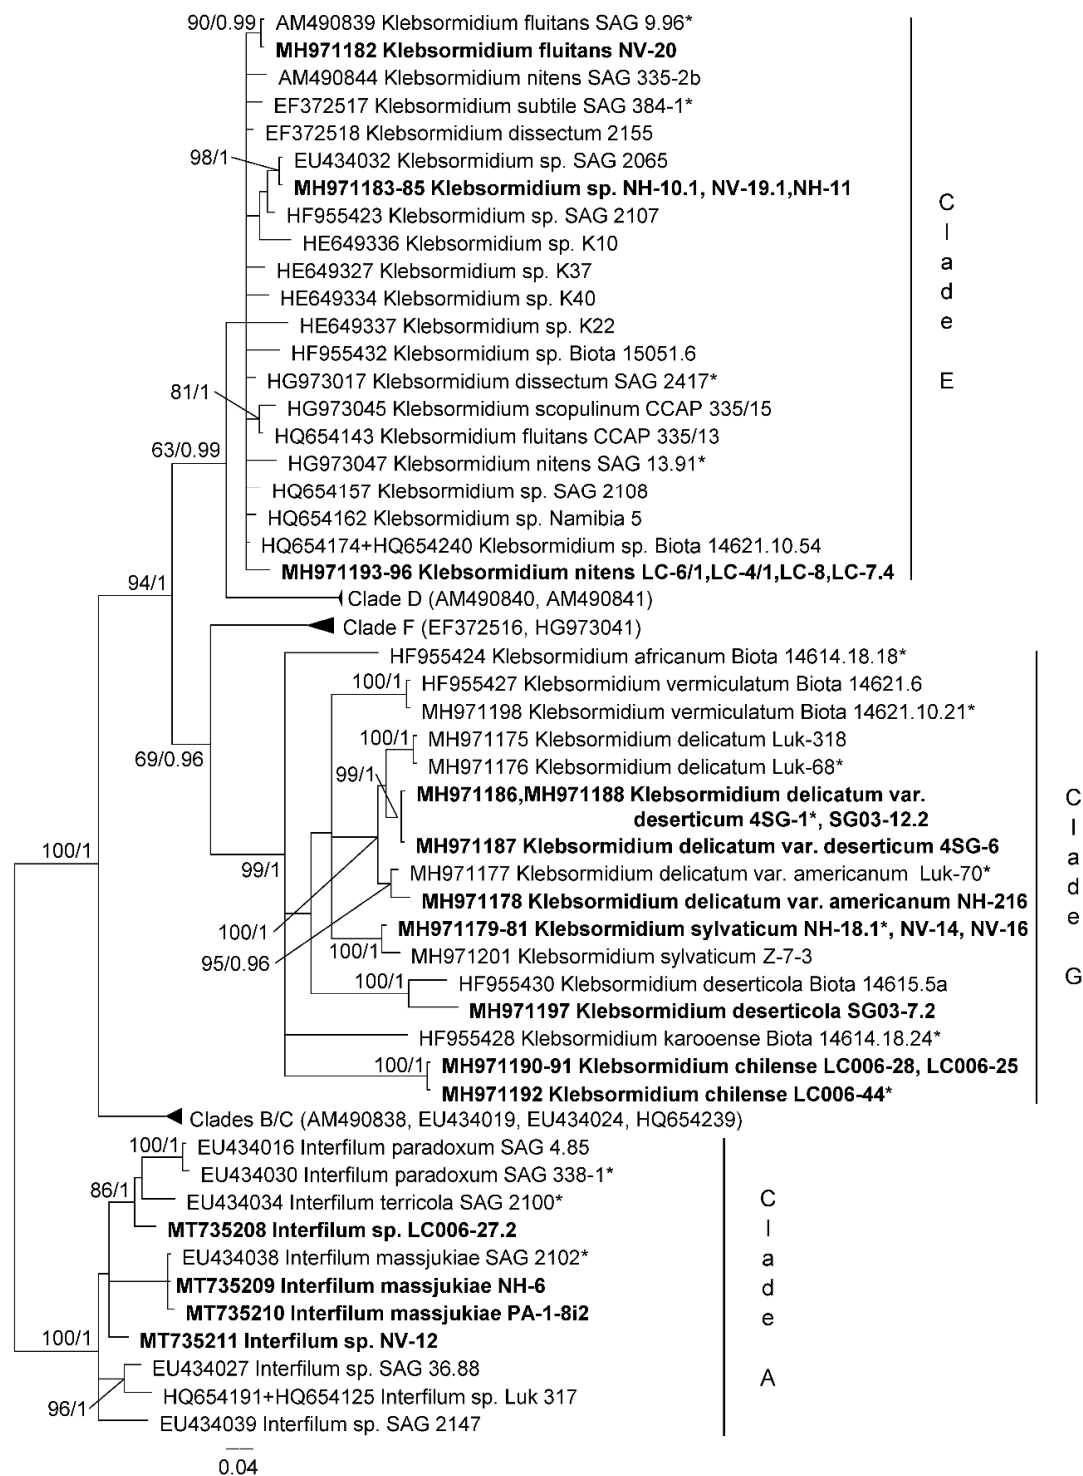 90/0.99
AM490839 Klebsormidium fluitans SAG 9.96*
MH971182 Klebsormidium fluitans NV-20
AM490844 Klebsormidium nitens SAG 335-2b
EF372517 Klebsormidium subtile SAG 384-1*
EF372518 Klebsormidium dissectum 2155
98/1
EU434032 Klebsormidium sp. SAG 2065
MH971183-85 Klebsormidium sp. NH-10.1, NV-19.1,NH-11
HF955423 Klebsormidium sp. SAG 2107
HE649336 Klebsormidium sp. K10
HE649327 Klebsormidium sp. K37
HE649334 Klebsormidium sp. K40
HE649337 Klebsormidium sp. K22
HF955432 Klebsormidium sp. Biota 15051.6
HG973017 Klebsormidium dissectum SAG 2417*
81/1
HG973045 Klebsormidium scopulinum CCAP 335/15
HQ654143 Klebsormidium fluitans CCAP 335/13
63/0.99
HG973047 Klebsormidium nitens SAG 13.91*
HQ654157 Klebsormidium sp. SAG 2108
HQ654162 Klebsormidium sp. Namibia 5
HQ654174+HQ654240 Klebsormidium sp. Biota 14621.10.54
MH971193-96 Klebsormidium nitens LC-6/1,LC-4/1,LC-8,LC-7.4
Clade E
94/1
Clade D (AM490840, AM490841)
Clade F (EF372516, HG973041)
HF955424 Klebsormidium africanum Biota 14614.18.18*
100/1
HF955427 Klebsormidium vermiculatum Biota 14621.6
MH971198 Klebsormidium vermiculatum Biota 14621.10.21*
100/1
MH971175 Klebsormidium delicatum Luk-318
MH971176 Klebsormidium delicatum Luk-68*
69/0.96
99/1
MH971186,MH971188 Klebsormidium delicatum var.
deserticum 4SG-1*, SG03-12.2
MH971187 Klebsormidium delicatum var. deserticum 4SG-6
100/1
99/1
MH971177 Klebsormidium delicatum var. americanum Luk-70*
MH971178 Klebsormidium delicatum var. americanum NH-216
100/1
95/0.96
MH971179-81 Klebsormidium sylvaticum NH-18.1*, NV-14, NV-16
100/1
MH971201 Klebsormidium sylvaticum Z-7-3
100/1
HF955430 Klebsormidium deserticola Biota 14615.5a
MH971197 Klebsormidium deserticola SG03-7.2
HF955428 Klebsormidium karooense Biota 14614.18.24*
100/1
MH971190-91 Klebsormidium chilense LC006-28, LC006-25
MH971192 Klebsormidium chilense LC006-44*
Clade G
Clades B/C (AM490838, EU434019, EU434024, HQ654239)
100/1
EU434016 Interfilum paradoxum SAG 4.85
EU434030 Interfilum paradoxum SAG 338-1*
86/1
EU434034 Interfilum terricola SAG 2100*
MT735208 Interfilum sp. LC006-27.2
EU434038 Interfilum massjukiae SAG 2102*
MT735209 Interfilum massjukiae NH-6
MT735210 Interfilum massjukiae PA-1-8i2
100/1
MT735211 Interfilum sp. NV-12
EU434027 Interfilum sp. SAG 36.88
HQ654191+HQ654125 Interfilum sp. Luk 317
96/1
EU434039 Interfilum sp. SAG 2147
Clade A
0.04